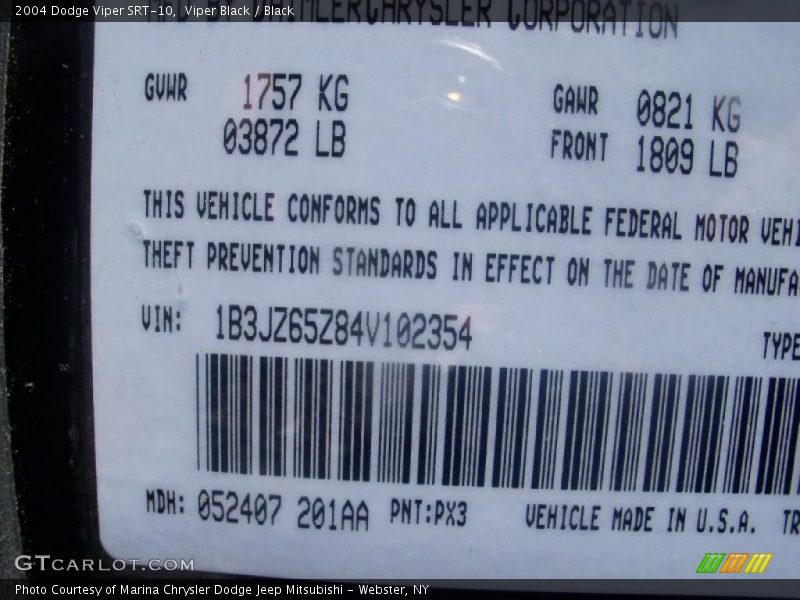 2004 Dodge Viper SRT-10,  Viper Black / Black
DAIMLERCHRYSLER CORPORATION
GVWR 1757 KG GAWR 0821 KG
03872 LB FRONT 1809 LB
THIS VEHICLE CONFORMS TO ALL APPLICABLE FEDERAL MOTOR VEHI
THEFT PREVENTION STANDARDS IN EFFECT ON THE DATE OF MANUFA
VIN: 1B3JZ65Z84V102354 TYPE
MDH: 052407 201AA PNT:PX3 VEHICLE MADE IN U.S.A. TR
GTCARLOT.COM
Photo Courtesy of Marina Chrysler Dodge Jeep Mitsubishi - Webster, NY